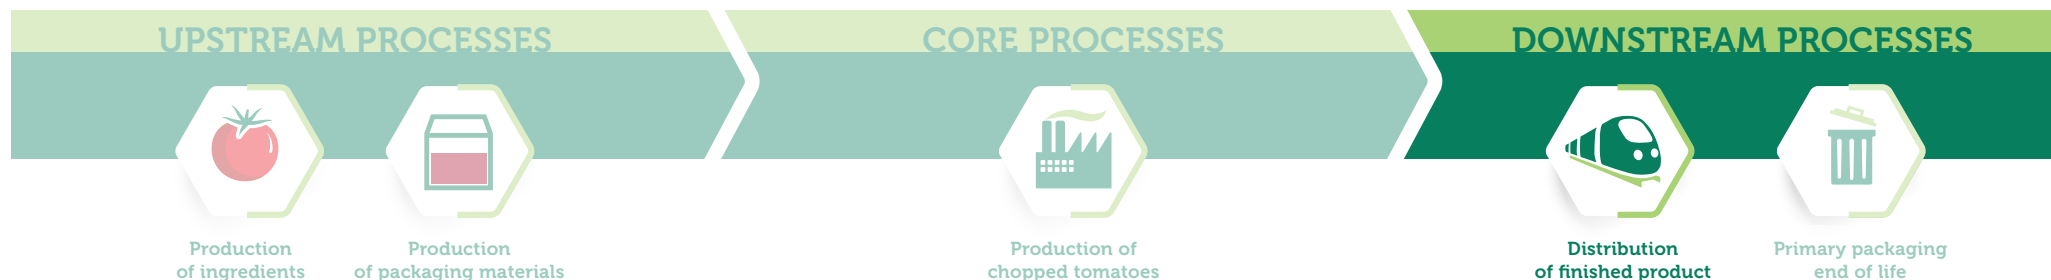 UPSTREAM PROCESSES
CORE PROCESSES
DOWNSTREAM PROCESSES
Production
of ingredients
Production
of packaging materials
Production of
chopped tomatoes
Distribution
of finished product
Primary packaging
end of life